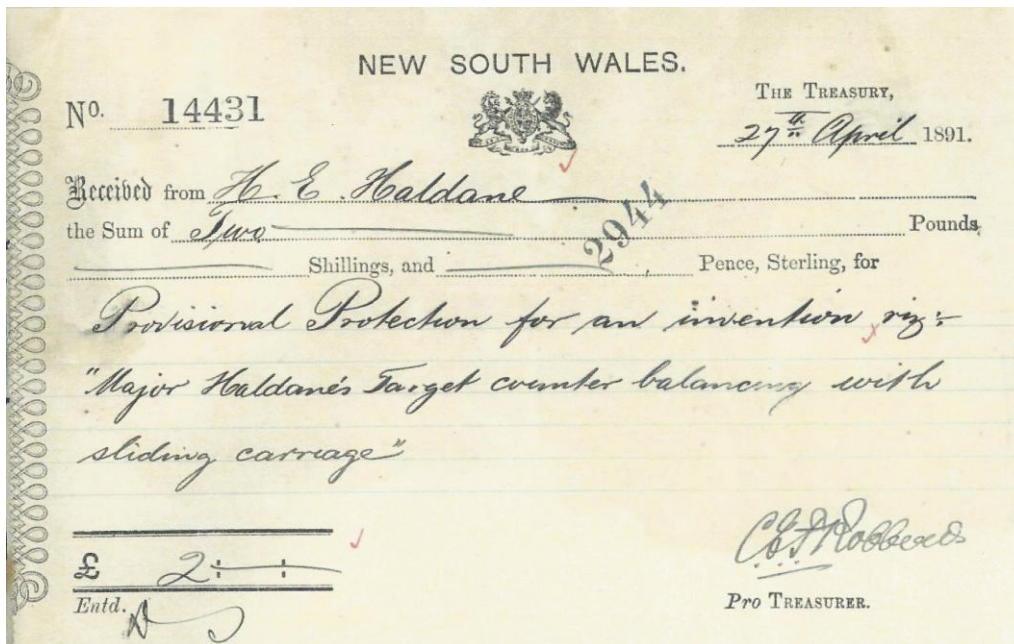 NEW SOUTH WALES.
THE TREASURY,
No. 14431
27th April 1891.
Received from H. E. Haldane
the Sum of Two Pounds,
2944
Shillings, and Pence, Sterling, for
Provisional Protection for an invention viz:-
"Major Haldane's Target counter balancing with
sliding carriage"
£ 2 : :
Entd.
Pro TREASURER.